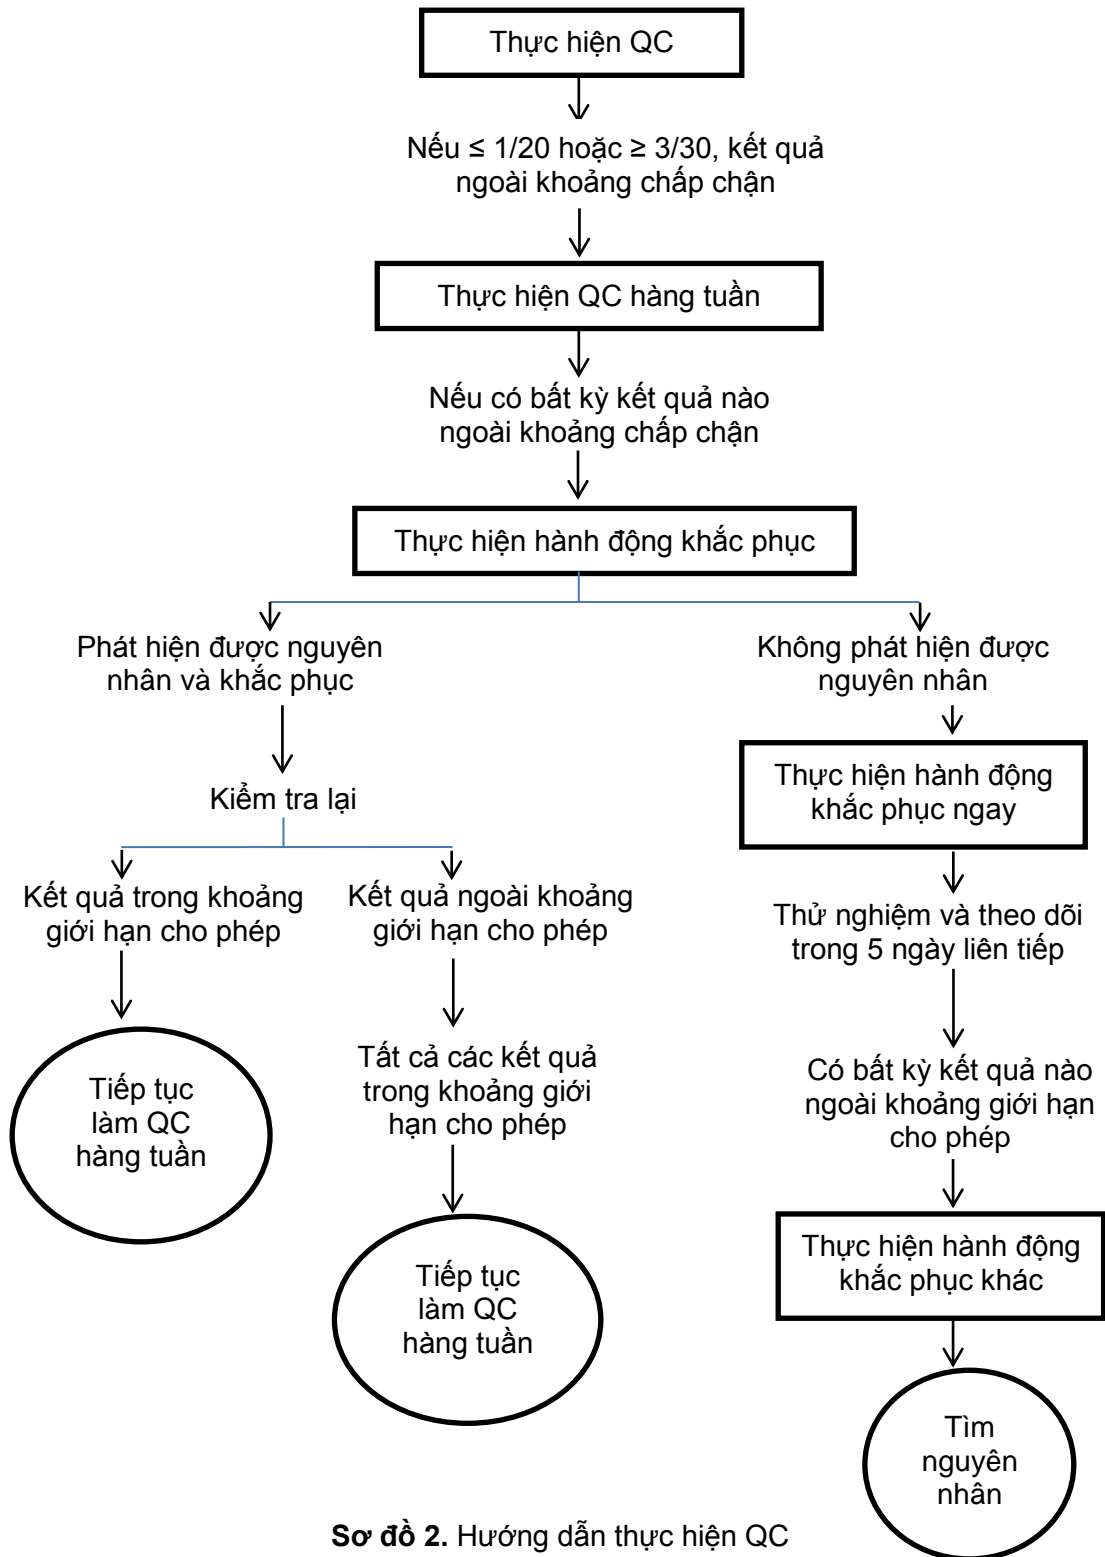 Thực hiện QC
Nếu ≤ 1/20 hoặc ≥ 3/30, kết quả
ngoài khoảng chấp chận
Thực hiện QC hàng tuần
Nếu có bất kỳ kết quả nào
ngoài khoảng chấp chận
Thực hiện hành động khắc phục
Phát hiện được nguyên
nhân và khắc phục
Kiểm tra lại
Kết quả trong khoảng
giới hạn cho phép
Tiếp tục
làm QC
hàng tuần
Kết quả ngoài khoảng
giới hạn cho phép
Tất cả các kết quả
trong khoảng giới
hạn cho phép
Tiếp tục
làm QC
hàng tuần
Không phát hiện được
nguyên nhân
Thực hiện hành động
khắc phục ngay
Thử nghiệm và theo dõi
trong 5 ngày liên tiếp
Có bất kỳ kết quả nào
ngoài khoảng giới hạn
cho phép
Thực hiện hành động
khắc phục khác
Tìm
nguyên
nhân
Sơ đồ 2. Hướng dẫn thực hiện QC